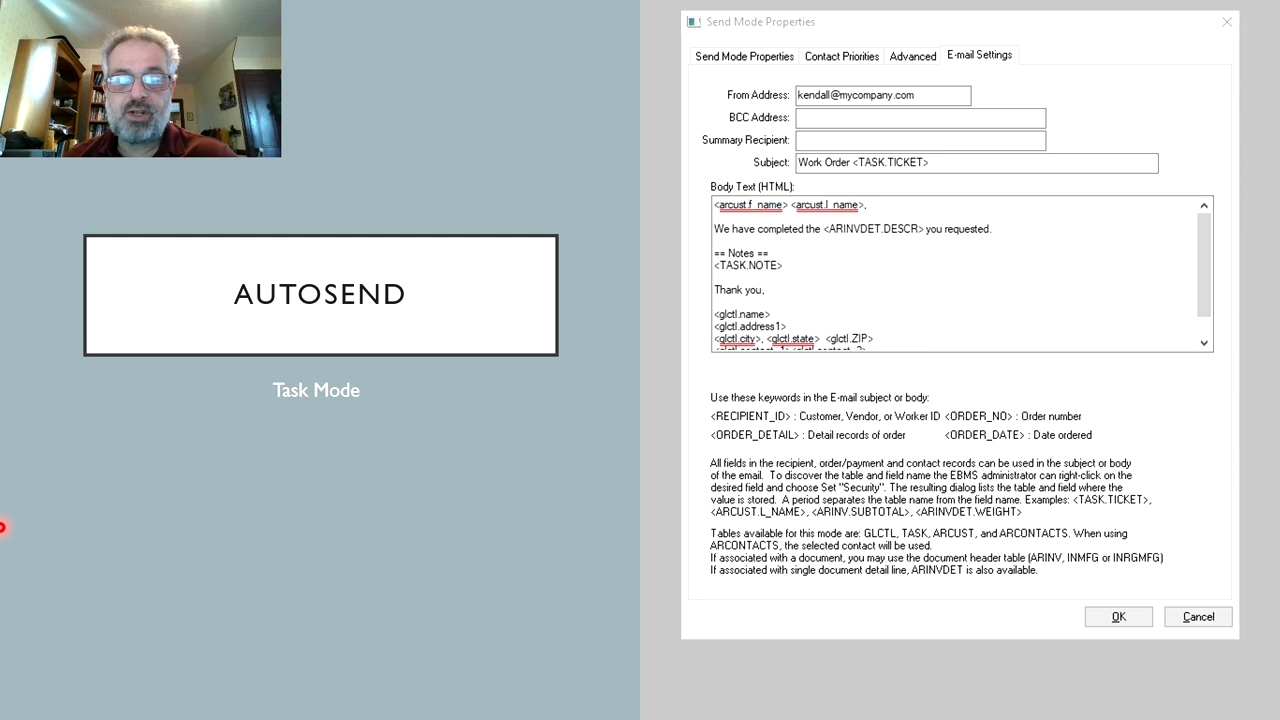 AUTOSEND
Task Mode
Send Mode Properties
Send Mode Properties Contact Priorities Advanced E-mail Settings
From Address: kendall@mycompany.com
BCC Address:
Summary Recipient:
Subject: Work Order <TASK.TICKET>
Body Text (HTML):
<arcust.f_name> <arcust.l_name>,
We have completed the <ARINVDET.DESCR> you requested.
== Notes ==
<TASK.NOTE>
Thank you,
<glctl.name>
<glctl.address1>
<glctl.city>, <glctl.state> <glctl.ZIP>
Use these keywords in the E-mail subject or body:
<RECIPIENT_ID> : Customer, Vendor, or Worker ID <ORDER_NO> : Order number
<ORDER_DETAIL> : Detail records of order <ORDER_DATE> : Date ordered
All fields in the recipient, order/payment and contact records can be used in the subject or body
of the email. To discover the table and field name the EBMS administrator can right-click on the
desired field and choose Set "Security". The resulting dialog lists the table and field where the
value is stored. A period separates the table name from the field name. Examples: <TASK.TICKET>,
<ARCUST.L_NAME>, <ARINV.SUBTOTAL>, <ARINVDET.WEIGHT>
Tables available for this mode are: GLCTL, TASK, ARCUST, and ARCONTACTS. When using
ARCONTACTS, the selected contact will be used.
If associated with a document, you may use the document header table (ARINV, INMFG or INRGMFG)
If associated with single document detail line, ARINVDET is also available.
OK Cancel